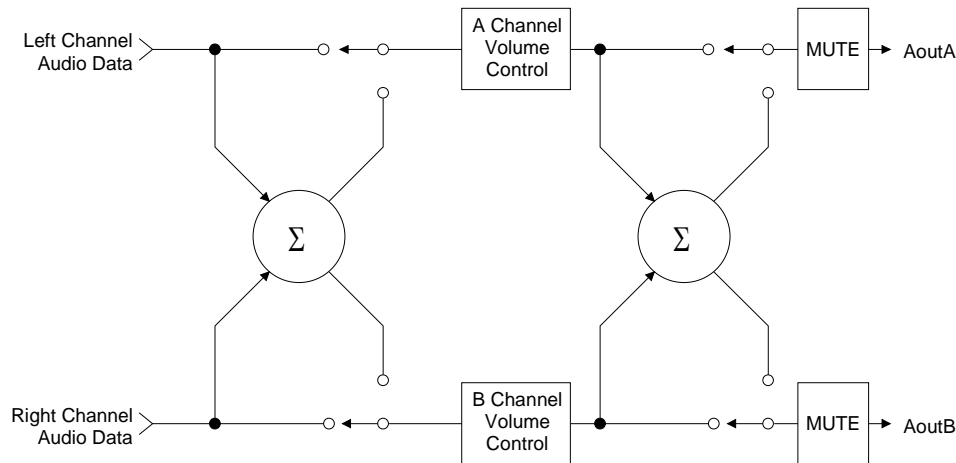 Left Channel
Audio Data
A Channel
Volume
Control
MUTE
AoutA
Σ
Σ
Right Channel
Audio Data
B Channel
Volume
Control
MUTE
AoutB